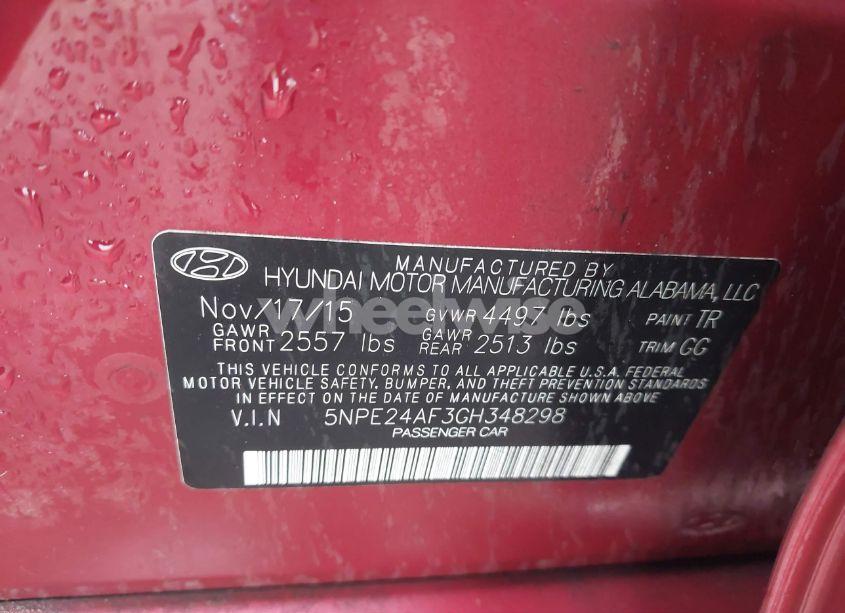 MANUFACTURED BY
HYUNDAI MOTOR MANUFACTURING ALABAMA, LLC
Nov/17/15 GVWR 4497 lbs PAINT TR
GAWR FRONT 2557 lbs GAWR REAR 2513 lbs TRIM GG
THIS VEHICLE CONFORMS TO ALL APPLICABLE U.S.A. FEDERAL
MOTOR VEHICLE SAFETY, BUMPER, AND THEFT PREVENTION STANDARDS
IN EFFECT ON THE DATE OF MANUFACTURE SHOWN ABOVE
V.I.N 5NPE24AF3GH348298
PASSENGER CAR
wheelwise